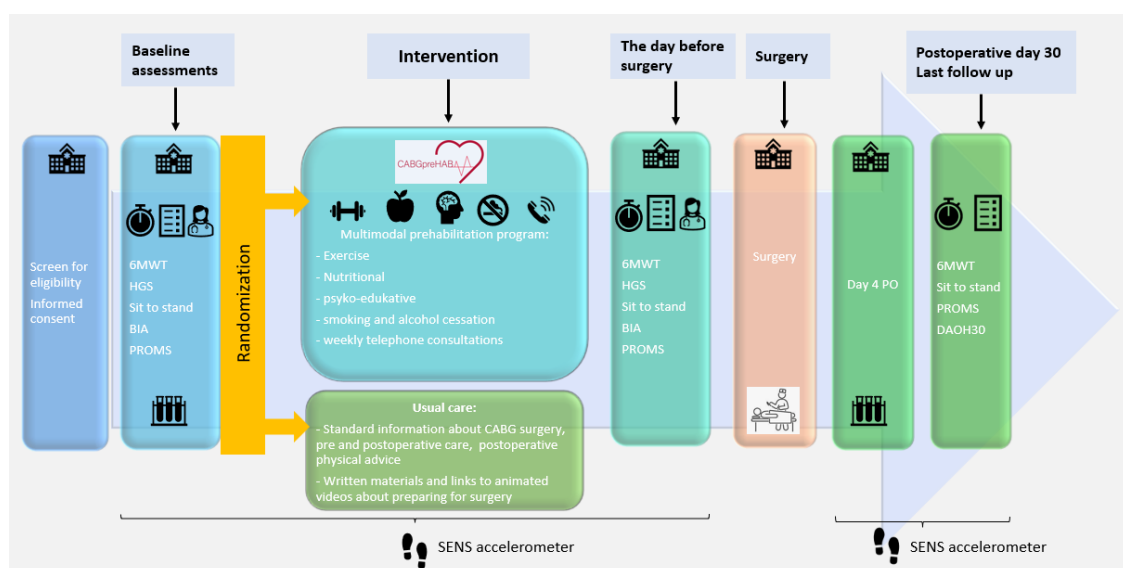 Baseline
assessments
Intervention
The day before
surgery
Surgery
Postoperative day 30
Last follow up
Screen for
eligibility
Informed
consent
6MWT
HGS
Sit to stand
BIA
PROMS
Randomization
CABGpreHAB
Multimodal prehabilitation program:
- Exercise
- Nutritional
- psyko-edukative
- smoking and alcohol cessation
- weekly telephone consultations
Usual care:
- Standard information about CABG surgery,
pre and postoperative care, postoperative
physical advice
- Written materials and links to animated
videos about preparing for surgery
6MWT
HGS
Sit to stand
BIA
PROMS
Surgery
Day 4 PO
6MWT
Sit to stand
PROMS
DAOH30
SENS accelerometer
SENS accelerometer